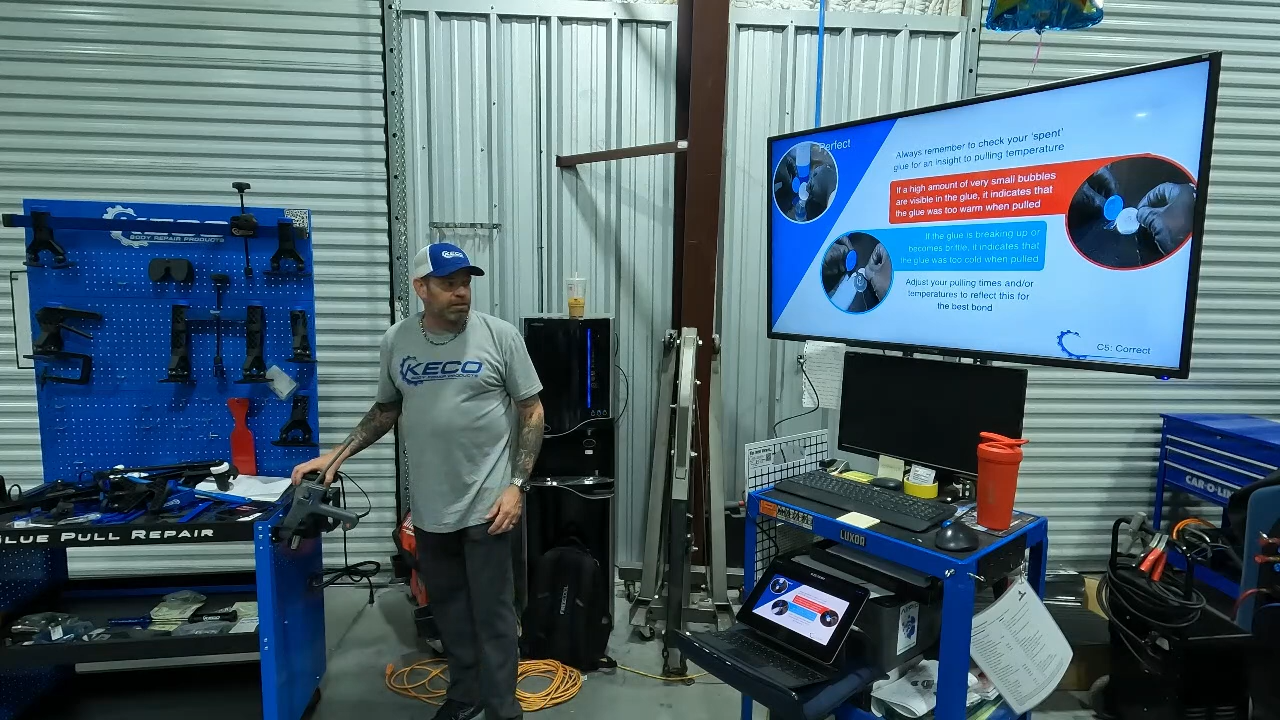 KECO
BODY REPAIR PRODUCTS
GLUE PULL REPAIR
KECO
KECO
BODY REPAIR PRODUCTS
Perfect
Always remember to check your 'spent'
glue for an insight to pulling temperature
If a high amount of very small bubbles
are visible in the glue, it indicates that
the glue was too warm when pulled
If the glue is breaking up or
becomes brittle, it indicates that
the glue was too cold when pulled
Adjust your pulling times and/or
temperatures to reflect this for
the best bond
C5: Correct
LUXOR
CAR-O-LINER